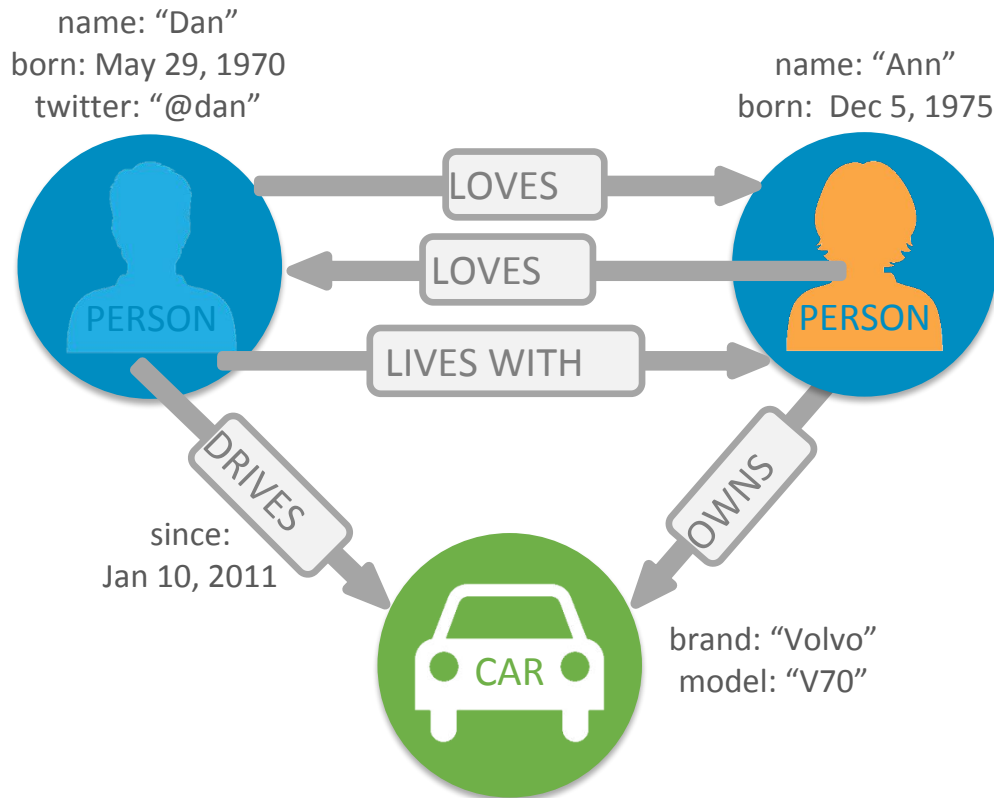 name: “Dan”
born: May 29, 1970
twitter: “@dan”
name: “Ann”
born:  Dec 5, 1975
LOVES
LOVES
PERSON
PERSON
LIVES WITH
DRIVES
OWNS
since:
Jan 10, 2011
CAR
brand: “Volvo”
model: “V70”